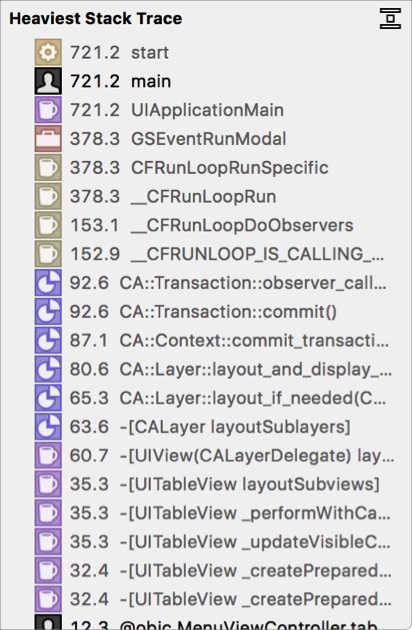 Heaviest Stack Trace
721.2 start
721.2 main
721.2 UIApplicationMain
378.3 GSEventRunModal
378.3 CFRunLoopRunSpecific
378.3 __CFRunLoopRun
153.1 __CFRunLoopDoObservers
152.9 __CFRUNLOOP_IS_CALLING_...
92.6 CA::Transaction::observer_call...
92.6 CA::Transaction::commit()
87.1 CA::Context::commit_transacti...
80.6 CA::Layer::layout_and_display_...
65.3 CA::Layer::layout_if_needed(C...
63.6 -[CALayer layoutSublayers]
60.7 -[UIView(CALayerDelegate) lay...
35.3 -[UITableView layoutSubviews]
35.3 -[UITableView _performWithCa...
35.3 -[UITableView _updateVisibleC...
32.4 -[UITableView _createPrepared...
32.4 -[UITableView _createPrepared...
12.3 @objc MenuViewController.tab